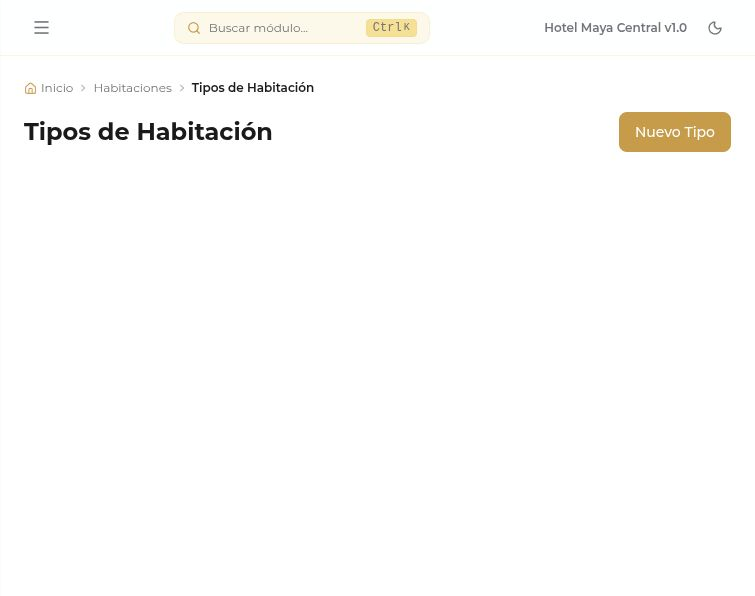 Buscar módulo... Ctrl K Hotel Maya Central v1.0
Inicio > Habitaciones > Tipos de Habitación
Tipos de Habitación Nuevo Tipo